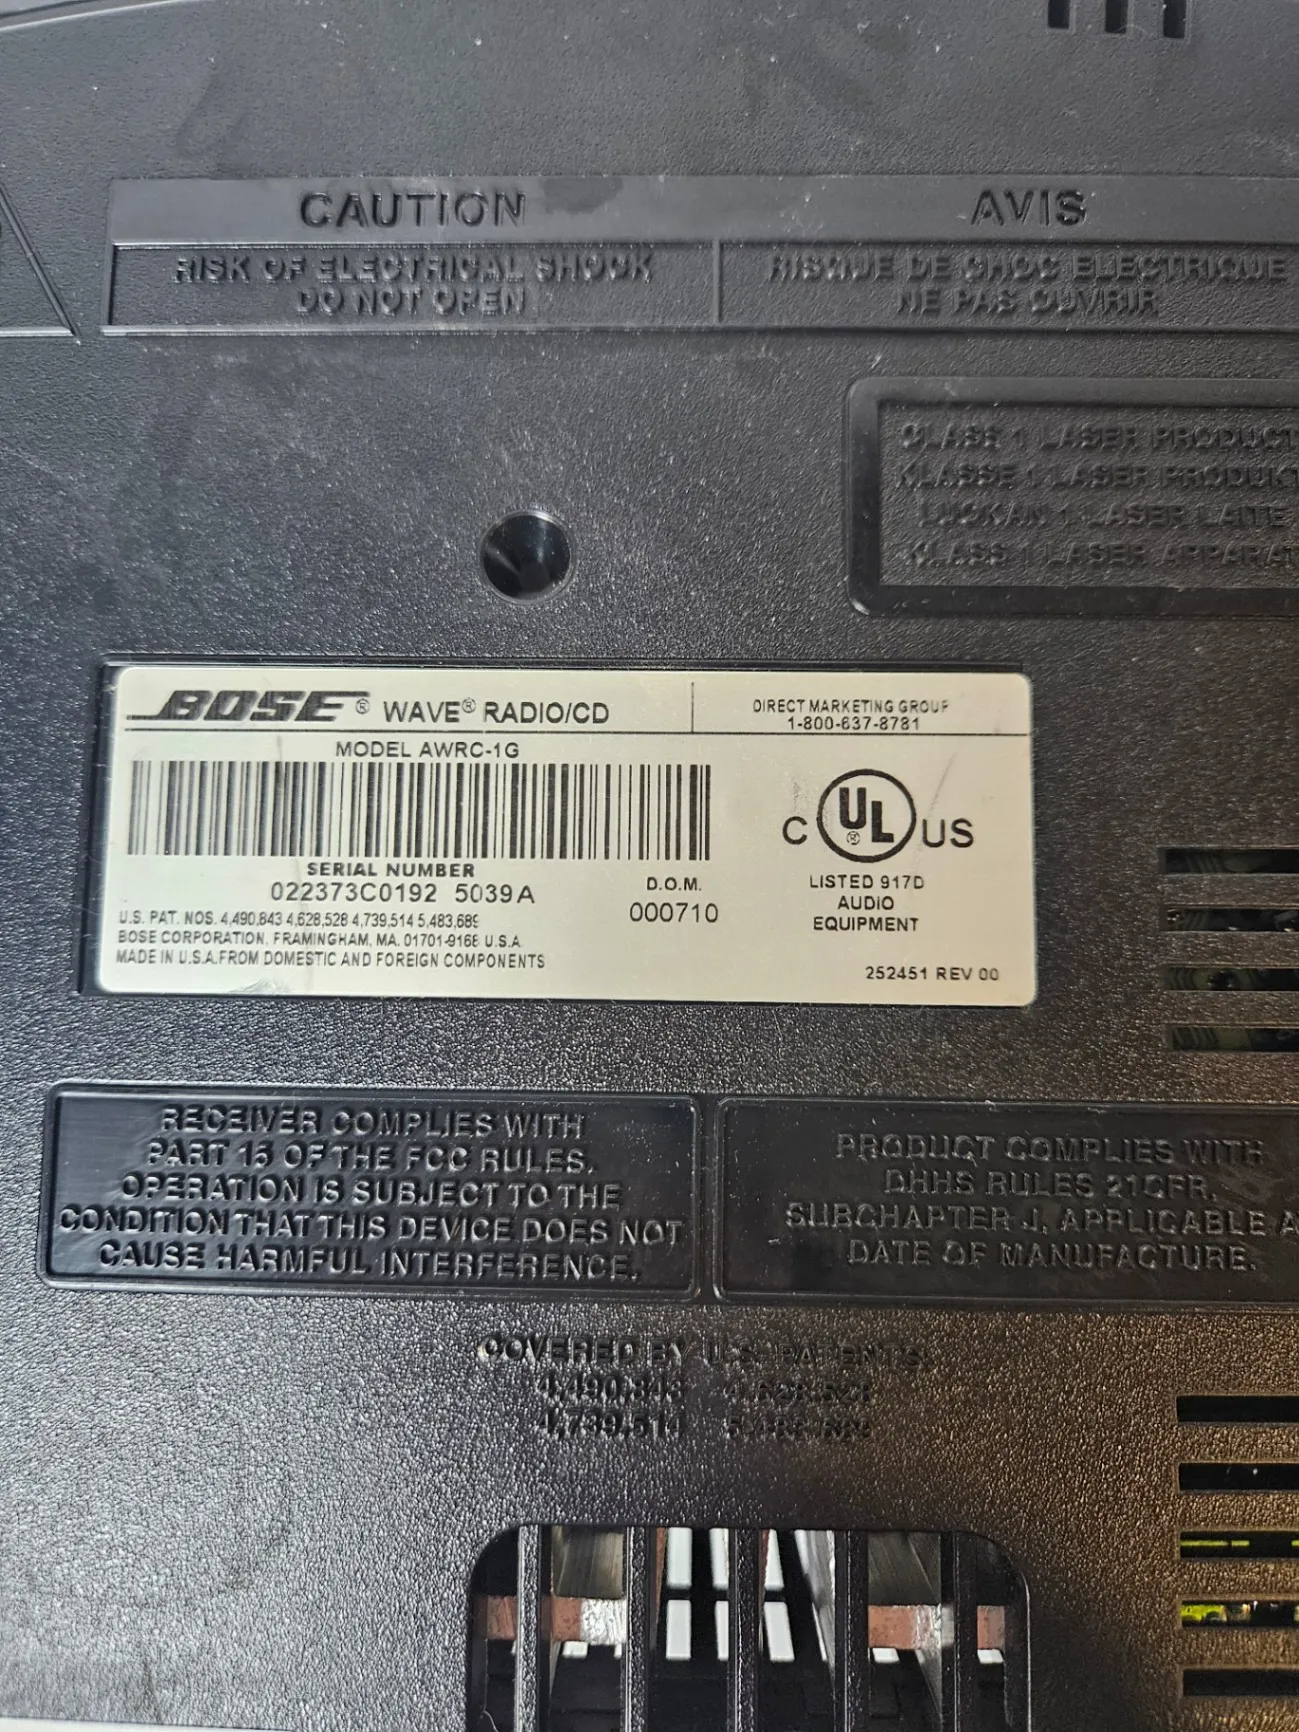 CAUTION
RISK OF ELECTRICAL SHOCK
DO NOT OPEN
AVIS
RISQUE DE CHOC ELECTRIQUE
NE PAS OUVRIR
CLASS 1 LASER PRODUCT
KLASSE 1 LASER PRODUKT
LUOKAN 1 LASER LAITE
KLASS 1 LASER APPARAT
BOSE® WAVE® RADIO/CD
DIRECT MARKETING GROUP
1-800-637-8781
MODEL AWRC-1G
SERIAL NUMBER
022373C0192 5039A
D.O.M.
000710
C UL® US
LISTED 917D
AUDIO
EQUIPMENT
U.S. PAT. NOS. 4,490,843 4,628,528 4,739,514 5,483,689
BOSE CORPORATION, FRAMINGHAM, MA. 01701-9168 U.S.A.
MADE IN U.S.A.FROM DOMESTIC AND FOREIGN COMPONENTS
252451 REV 00
RECEIVER COMPLIES WITH
PART 15 OF THE FCC RULES.
OPERATION IS SUBJECT TO THE
CONDITION THAT THIS DEVICE DOES NOT
CAUSE HARMFUL INTERFERENCE.
PRODUCT COMPLIES WITH
DHHS RULES 21CFR,
SUBCHAPTER J, APPLICABLE A
DATE OF MANUFACTURE.
COVERED BY U.S. PATENTS.
4,490,843 4,628,528
4,739,514 5,483,689